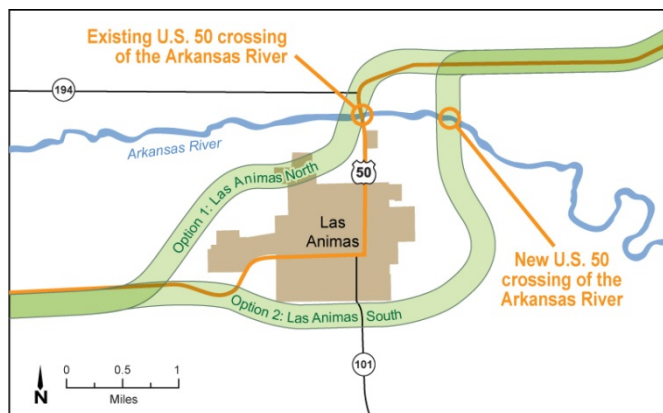 Existing U.S. 50 crossing
of the Arkansas River
194
Arkansas River
Option 1: Las Animas North
50
Las
Animas
New U.S. 50
crossing of the
Arkansas River
Option 2: Las Animas South
101
N
0 0.5 1
Miles